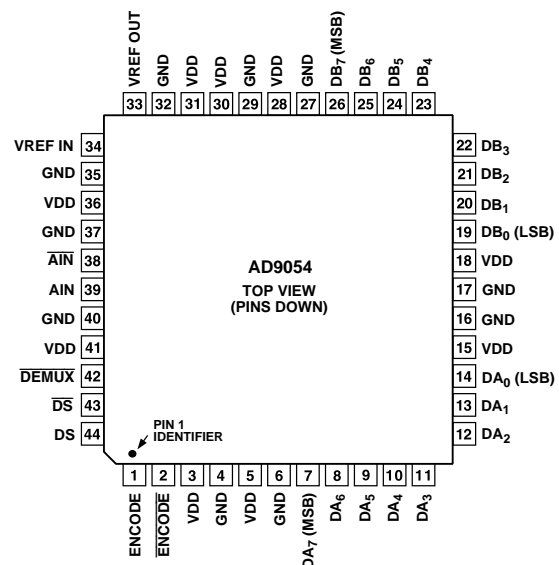 VREF OUT
GND
VDD
VDD
GND
VDD
GND
DB7 (MSB)
DB6
DB5
DB4
33 32 31 30 29 28 27 26 25 24 23
VREF IN 34
GND 35
VDD 36
GND 37
A̅I̅N̅ 38
AIN 39
GND 40
VDD 41
D̅E̅M̅U̅X̅ 42
D̅S̅ 43
DS 44
AD9054
TOP VIEW
(PINS DOWN)
PIN 1
IDENTIFIER
22 DB3
21 DB2
20 DB1
19 DB0 (LSB)
18 VDD
17 GND
16 GND
15 VDD
14 DA0 (LSB)
13 DA1
12 DA2
1 2 3 4 5 6 7 8 9 10 11
ENCODE
E̅N̅C̅O̅D̅E̅
VDD
GND
VDD
GND
DA7 (MSB)
DA6
DA5
DA4
DA3